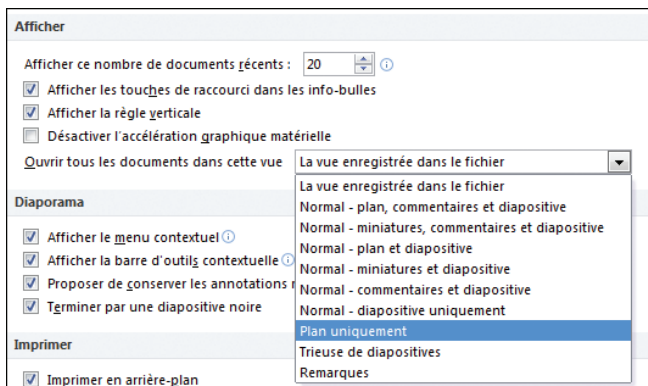 Afficher
Afficher ce nombre de documents récents : 20
Afficher les touches de raccourci dans les info-bulles
Afficher la règle verticale
Désactiver l'accélération graphique matérielle
Ouvrir tous les documents dans cette vue La vue enregistrée dans le fichier
La vue enregistrée dans le fichier
Normal - plan, commentaires et diapositive
Normal - miniatures, commentaires et diapositive
Normal - plan et diapositive
Normal - miniatures et diapositive
Normal - commentaires et diapositive
Normal - diapositive uniquement
Plan uniquement
Trieuse de diapositives
Remarques
Diaporama
Afficher le menu contextuel
Afficher la barre d'outils contextuelle
Proposer de conserver les annotations
Terminer par une diapositive noire
Imprimer
Imprimer en arrière-plan